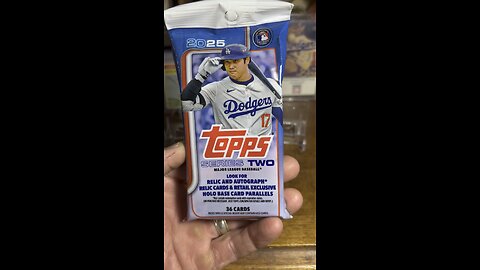 2025
Dodgers
17
TOPPS
SERIES TWO
MAJOR LEAGUE BASEBALL
LOOK FOR
RELIC AND AUTOGRAPH*
RELIC CARDS & RETAIL EXCLUSIVE
HOLO BASE CARD PARALLELS
36 CARDS